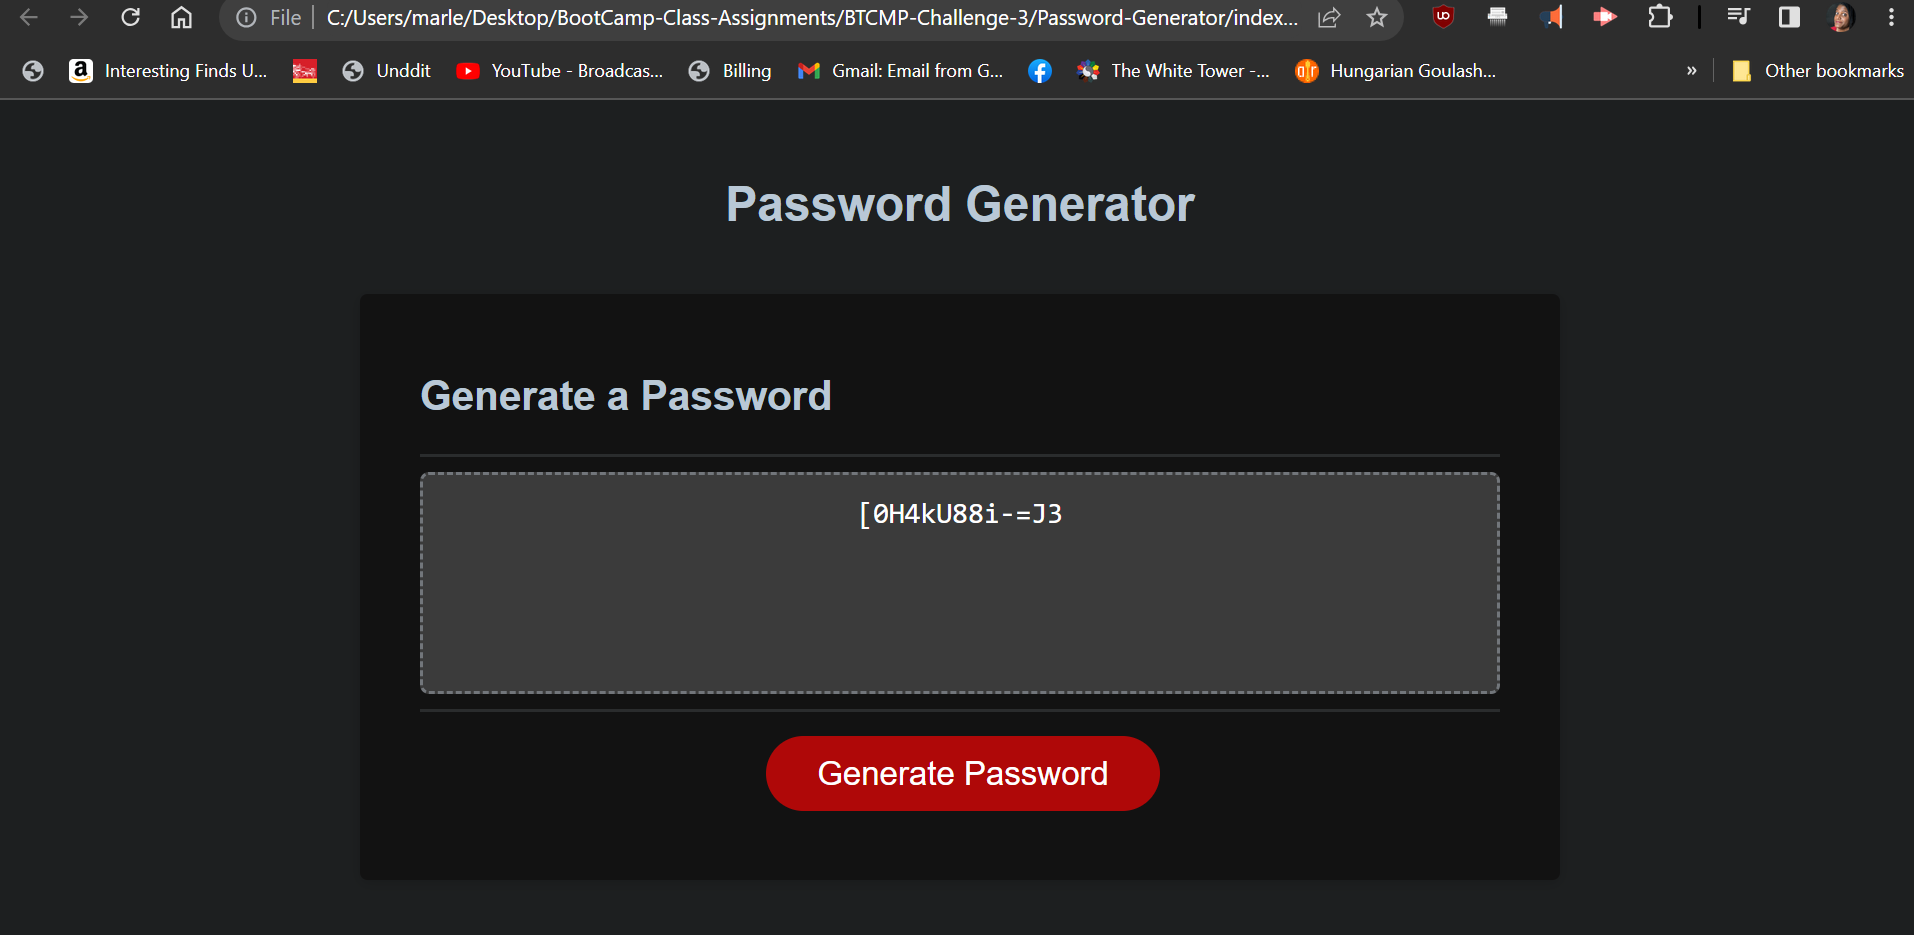 File C:/Users/marle/Desktop/BootCamp-Class-Assignments/BTCMP-Challenge-3/Password-Generator/index...
Interesting Finds U... Unddit YouTube - Broadcas... Billing Gmail: Email from G... The White Tower -... Hungarian Goulash... » Other bookmarks
Password Generator
Generate a Password
[0H4kU88i-=J3
Generate Password